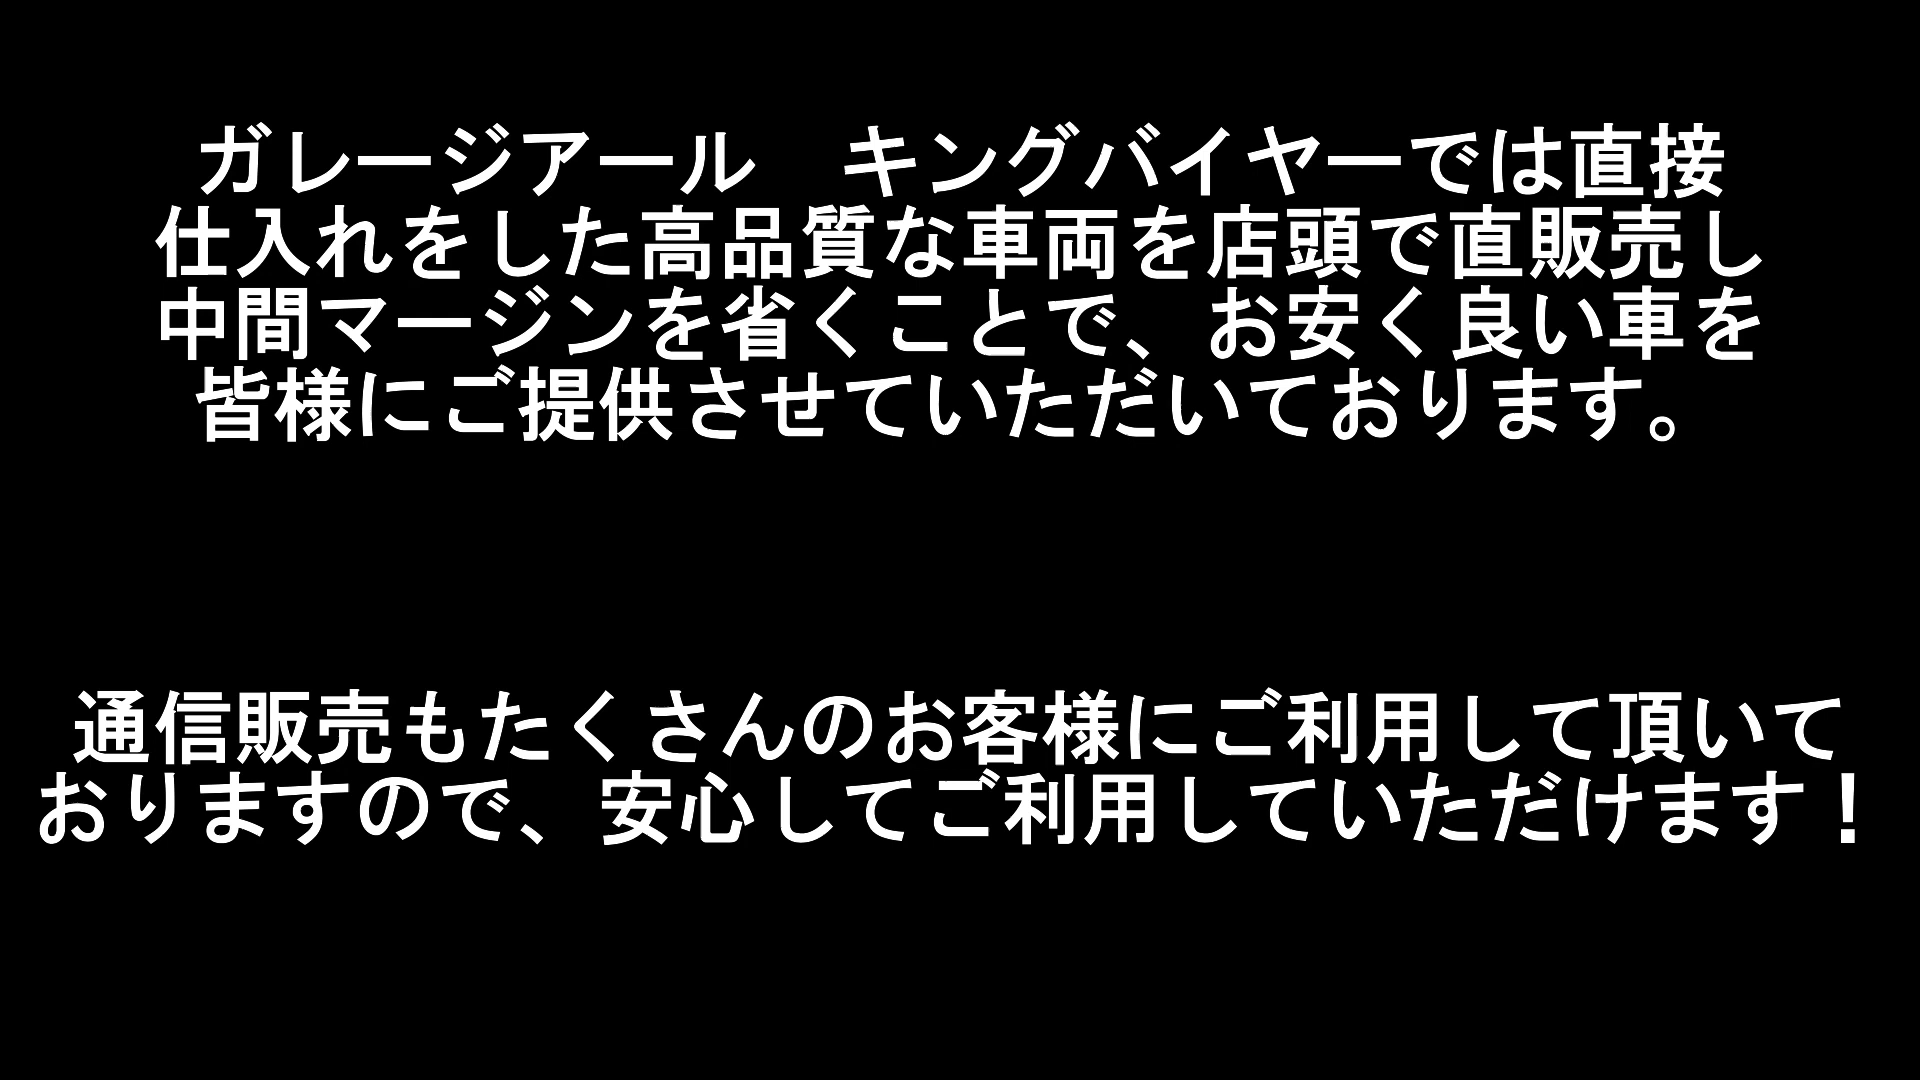 ガレージアール　キングバイヤーでは直接
仕入れをした高品質な車両を店頭で直販売し
中間マージンを省くことで、お安く良い車を
皆様にご提供させていただいております。
通信販売もたくさんのお客様にご利用して頂いて
おりますので、安心してご利用していただけます！